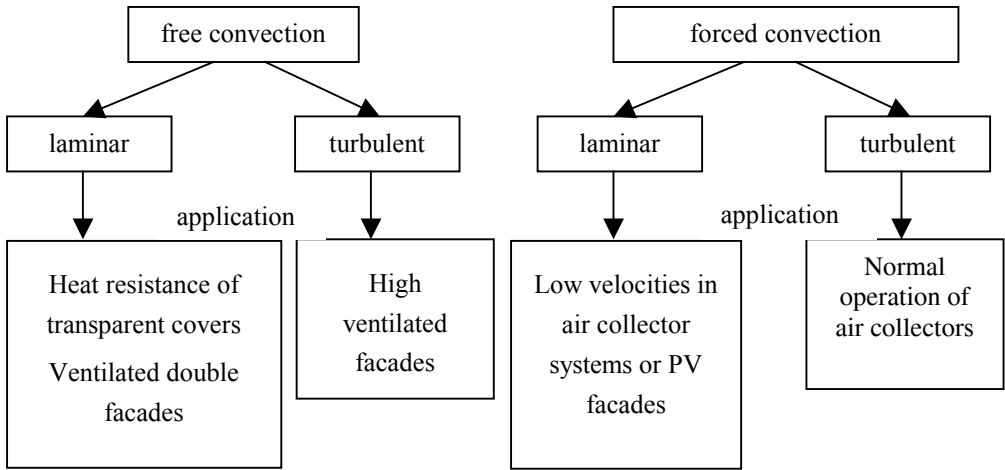 free convection
forced convection
laminar
turbulent
laminar
turbulent
application
application
Heat resistance of
transparent covers
Ventilated double
facades
High
ventilated
facades
Low velocities in
air collector
systems or PV
facades
Normal
operation of
air collectors